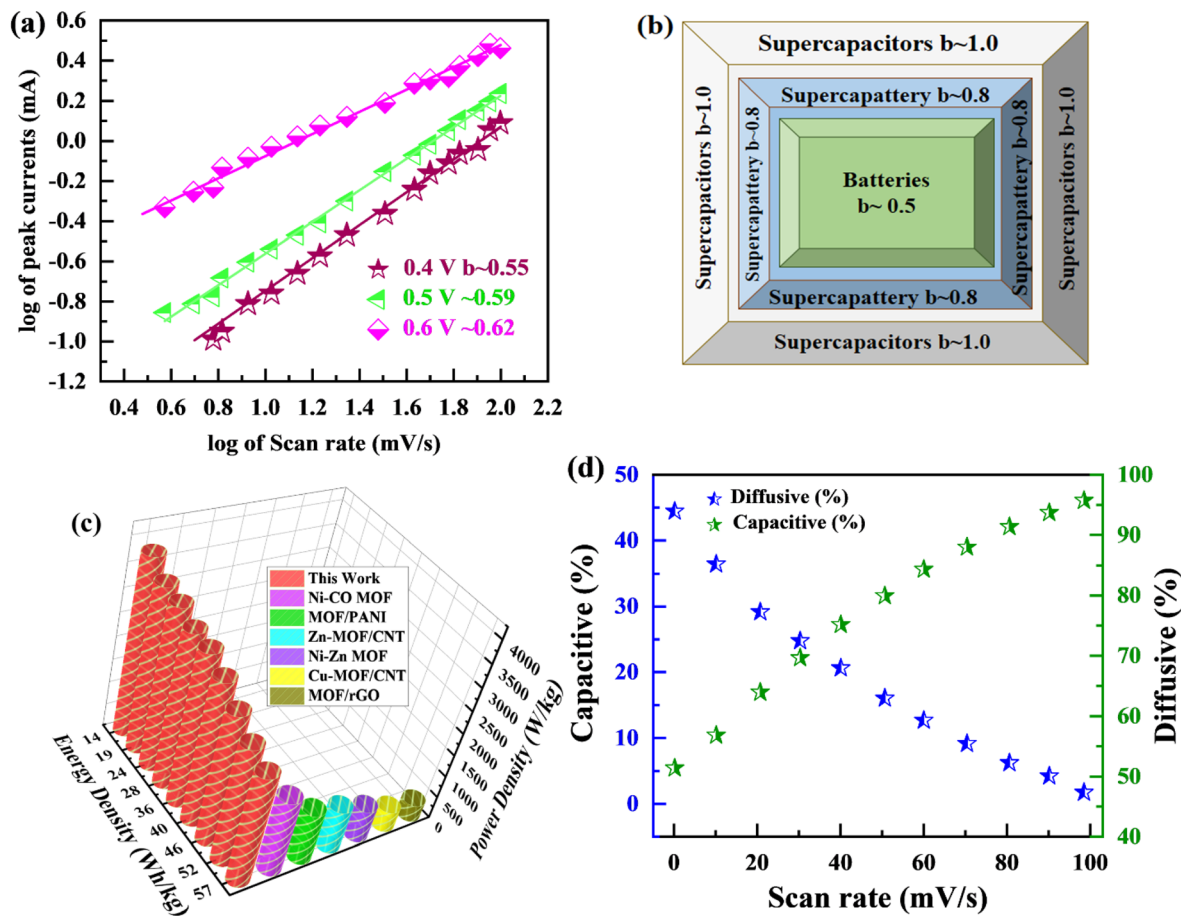 (a)
0.6
0.4
0.2
0.0
-0.2
-0.4
-0.6
-0.8
-1.0
-1.2
log of peak currents (mA)
0.4 V b~0.55
0.5 V ~0.59
0.6 V ~0.62
0.4 0.6 0.8 1.0 1.2 1.4 1.6 1.8 2.0 2.2
log of Scan rate (mV/s)
(b)
Supercapacitors b~1.0
Supercapacitors b~1.0
Supercapattery b~0.8
Supercapattery b~0.8
Batteries
b~ 0.5
Supercapattery b~0.8
Supercapacitors b~1.0
Supercapattery b~0.8
Supercapacitors b~1.0
(c)
This Work
Ni-CO MOF
MOF/PANI
Zn-MOF/CNT
Ni-Zn MOF
Cu-MOF/CNT
MOF/rGO
14
19
24
28
36
40
46
52
57
Energy Density (Wh/kg)
4000
3500
3000
2500
2000
1500
1000
500
0
Power Density (W/kg)
(d)
50
40
30
20
10
0
Capacitive (%)
Diffusive (%)
Capacitive (%)
100
90
80
70
60
50
40
Diffusive (%)
0 20 40 60 80 100
Scan rate (mV/s)